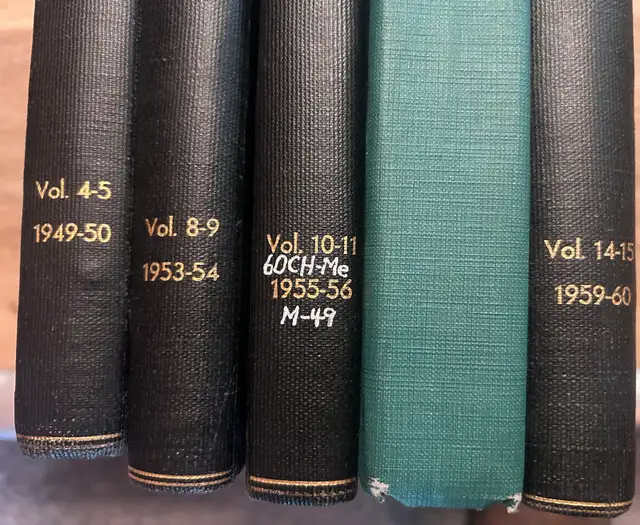 Vol. 4-5
1949-50
Vol. 8-9
1953-54
Vol. 10-11
60CH-Me
1955-56
M-49
Vol. 14-15
1959-60